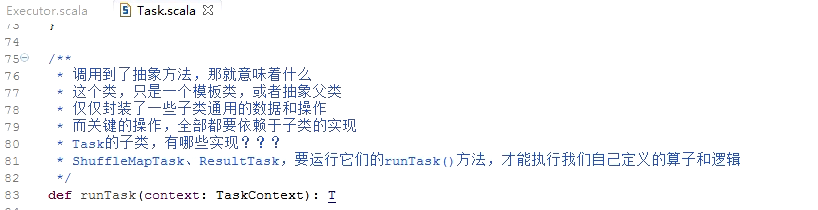 Executor.scala
Task.scala
74
75 /**
76 * 调用到了抽象方法，那就意味着什么
77 * 这个类，只是一个模板类，或者抽象父类
78 * 仅仅封装了一些子类通用的数据和操作
79 * 而关键的操作，全部都要依赖于子类的实现
80 * Task的子类，有哪些实现？？？
81 * ShuffleMapTask、ResultTask，要运行它们的runTask()方法，才能执行我们自己定义的算子和逻辑
82 */
83 def runTask(context: TaskContext): T